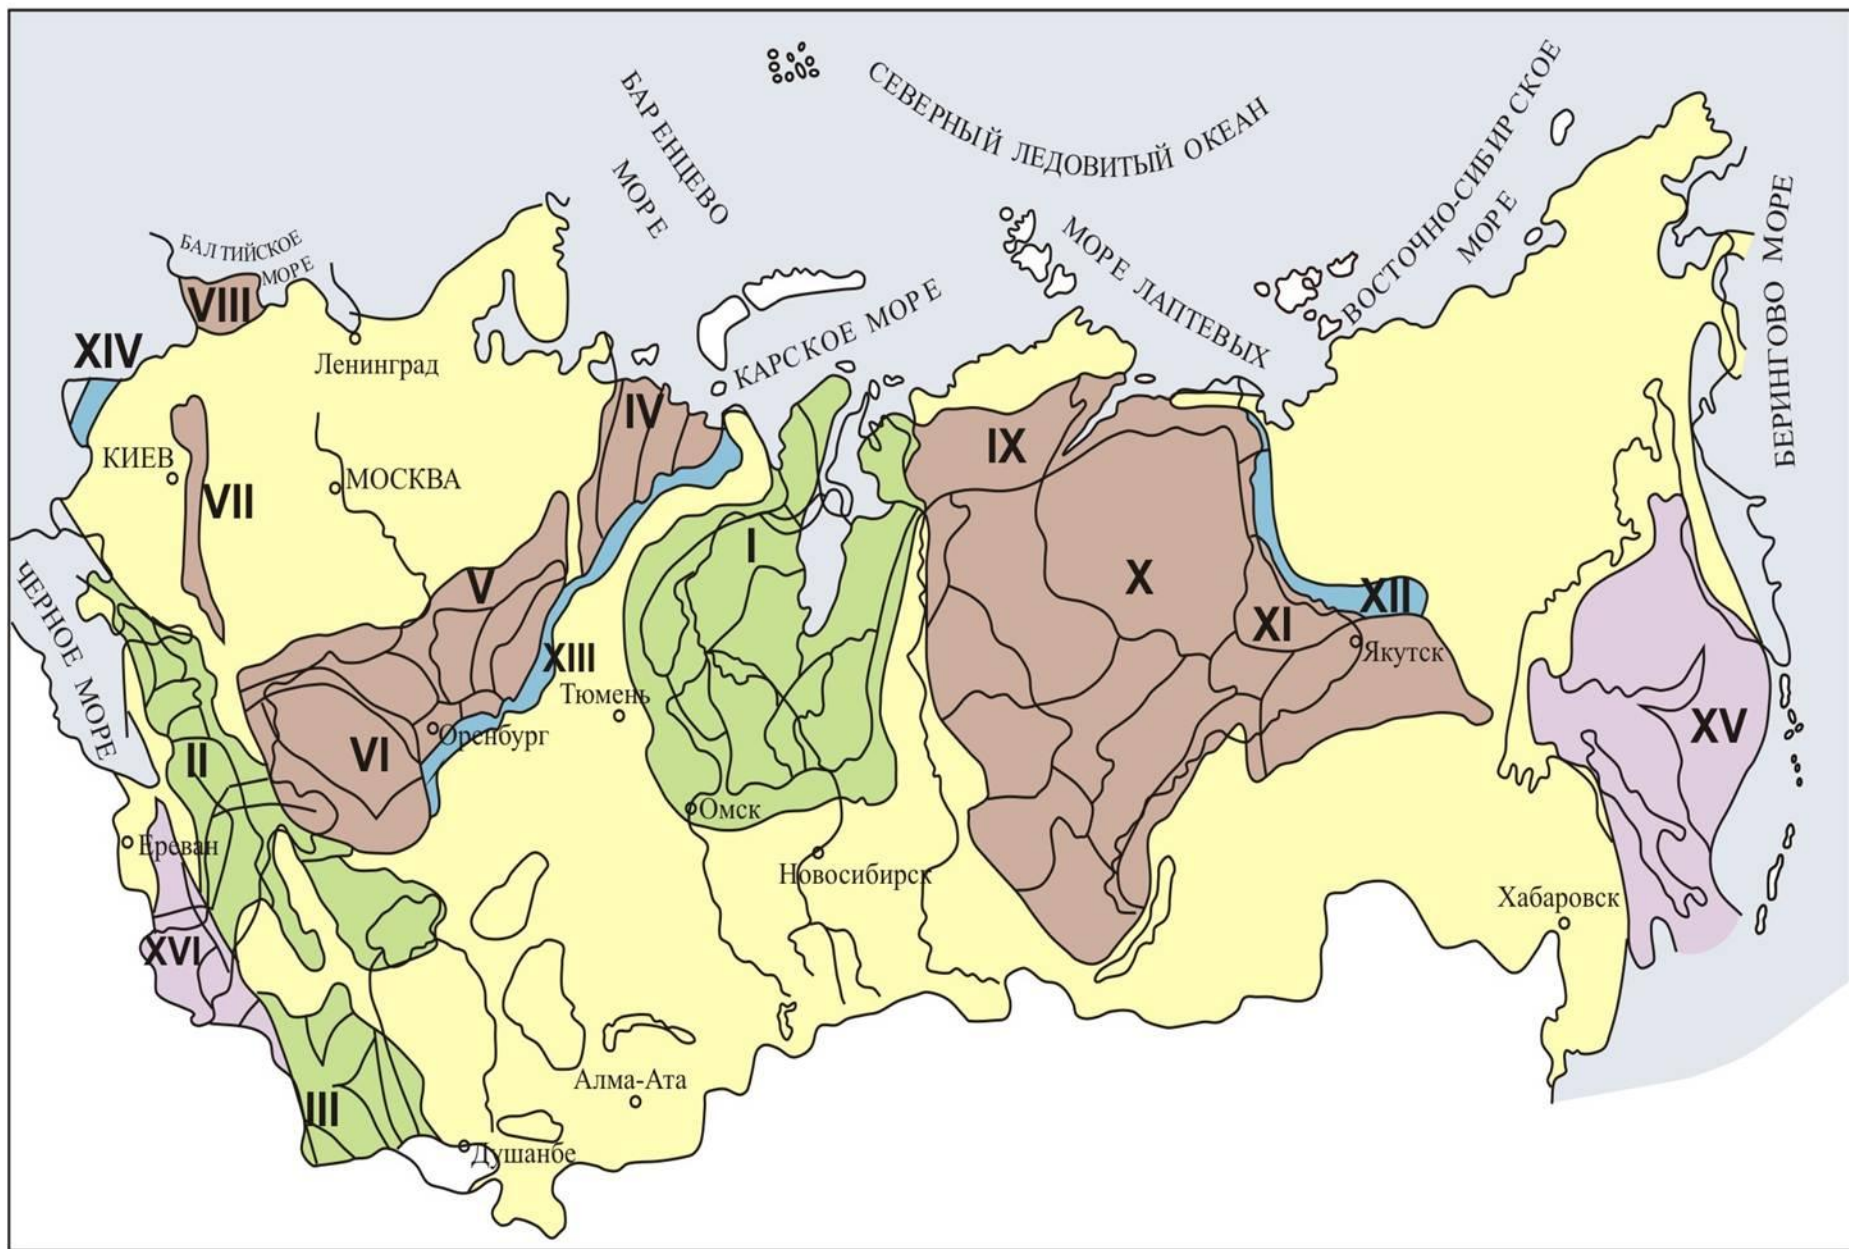 СЕВЕРНЫЙ ЛЕДОВИТЫЙ ОКЕАН
БАРЕНЦЕВО
МОРЕ
ВОСТОЧНО-СИБИРСКОЕ
МОРЕ
БЕРИНГОВО МОРЕ
МОРЕ ЛАПТЕВЫХ
КАРСКОЕ МОРЕ
БАЛТИЙСКОЕ
МОРЕ
VIII
XIV
Ленинград
IV
КИЕВ
МОСКВА
VII
IX
I
V
X
XII
XI
Якутск
ЧЕРНОЕ МОРЕ
XIII
Тюмень
XV
II
VI
Оренбург
Омск
Ереван
Новосибирск
Хабаровск
XVI
Алма-Ата
III
Душанбе